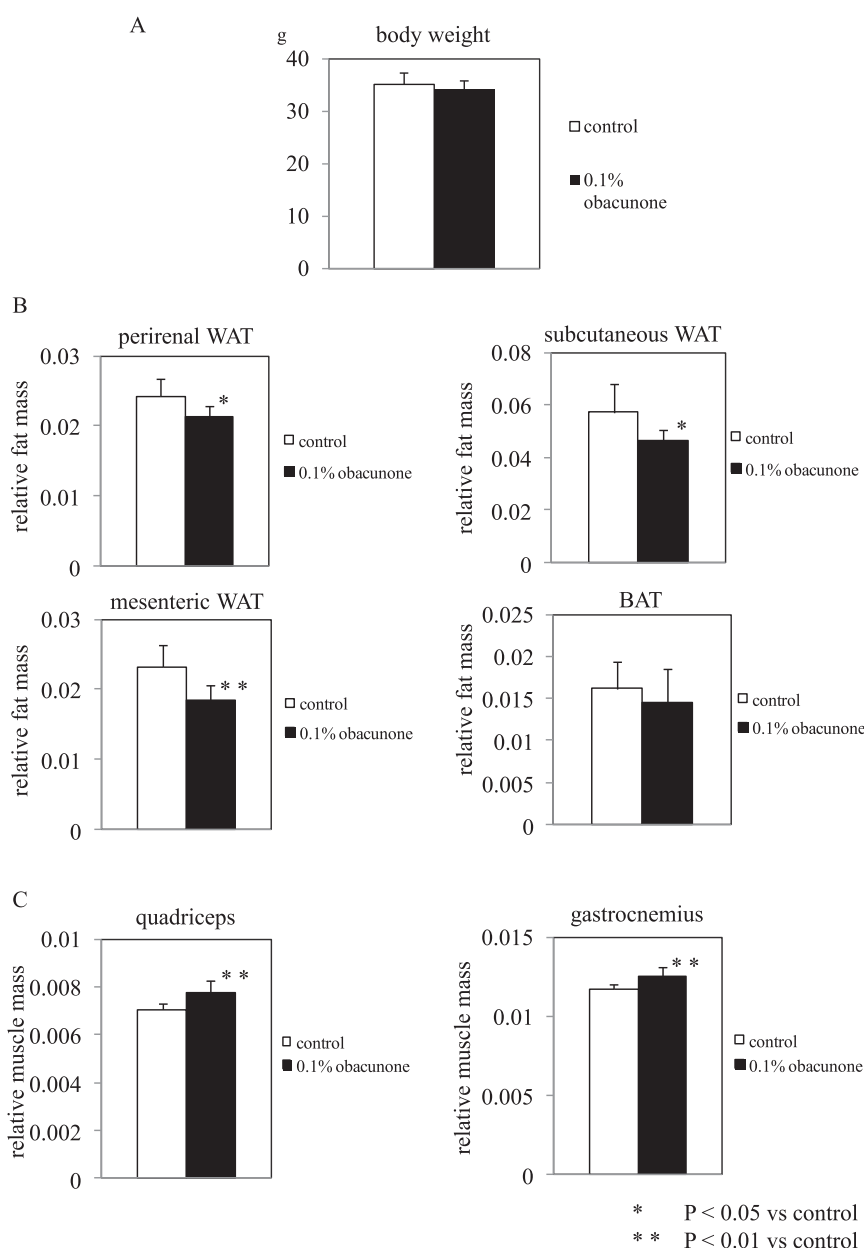 A
g
body weight
40
30
20
10
0
control
0.1%
obacunone
B
perirenal WAT
relative fat mass
0.03
0.02
0.01
0
*
control
0.1% obacunone
subcutaneous WAT
relative fat mass
0.08
0.06
0.04
0.02
0
*
control
0.1% obacunone
mesenteric WAT
relative fat mass
0.03
0.02
0.01
0
* *
control
0.1% obacunone
BAT
relative fat mass
0.025
0.02
0.015
0.01
0.005
0
control
0.1% obacunone
C
quadriceps
relative muscle mass
0.01
0.008
0.006
0.004
0.002
0
* *
control
0.1% obacunone
gastrocnemius
relative muscle mass
0.015
0.01
0.005
0
* *
control
0.1% obacunone
* P < 0.05 vs control
* * P < 0.01 vs control